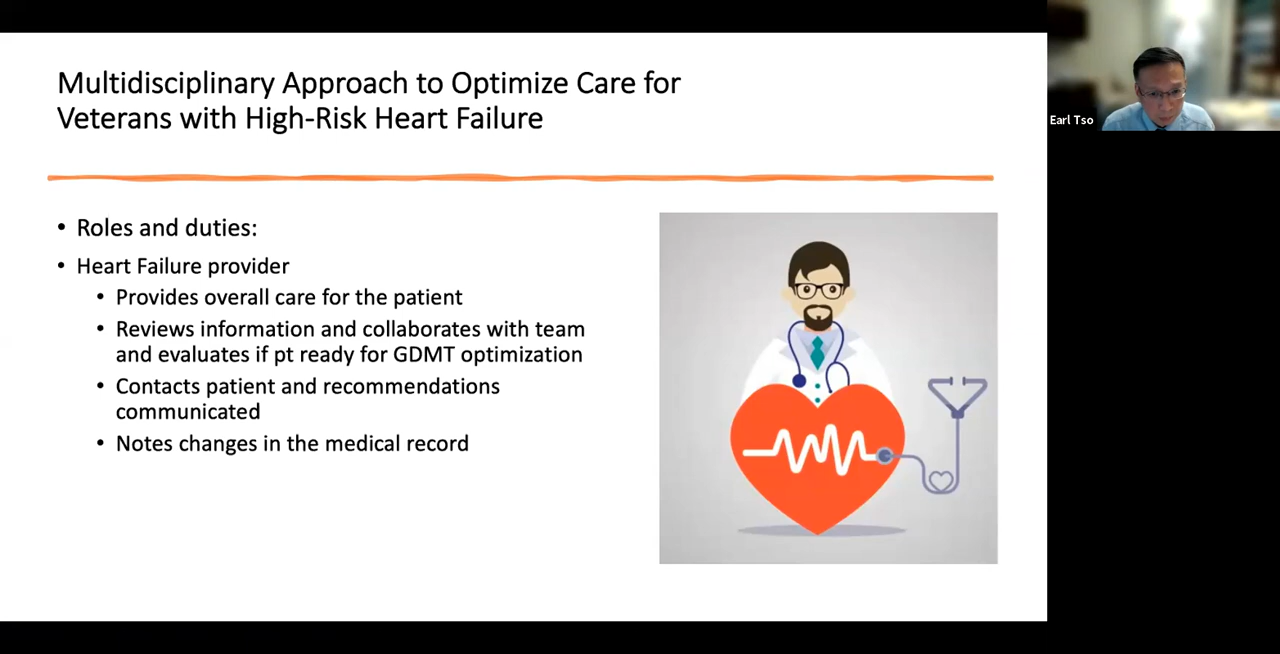 Multidisciplinary Approach to Optimize Care for
Veterans with High-Risk Heart Failure
Earl Tso
• Roles and duties:
• Heart Failure provider
• Provides overall care for the patient
• Reviews information and collaborates with team
and evaluates if pt ready for GDMT optimization
• Contacts patient and recommendations
communicated
• Notes changes in the medical record